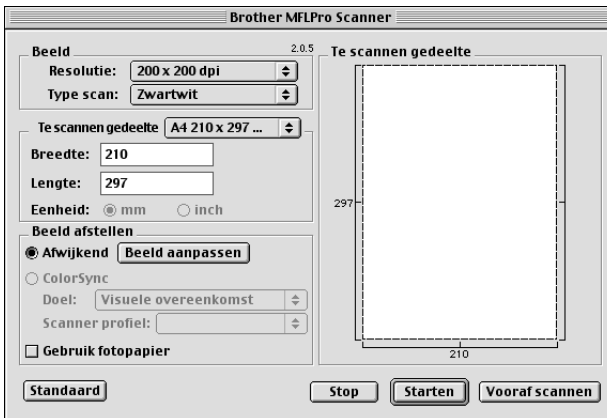 Brother MFLPro Scanner
Beeld
2.0.5
Resolutie: 200 x 200 dpi
Type scan: Zwartwit
Te scannen gedeelte A4 210 x 297 ...
Breedte: 210
Lengte: 297
Eenheid: mm inch
Beeld afstellen
Afwijkend Beeld aanpassen
ColorSync
Doel: Visuele overeenkomst
Scanner profiel:
Gebruik fotopapier
Te scannen gedeelte
297
210
Standaard Stop Starten Vooraf scannen